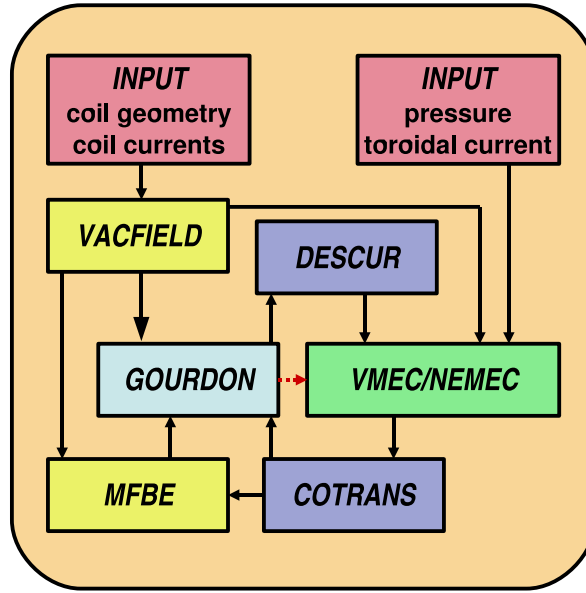 INPUT
coil geometry
coil currents
INPUT
pressure
toroidal current
VACFIELD
DESCUR
GOURDON
VMEC/NEMEC
MFBE
COTRANS